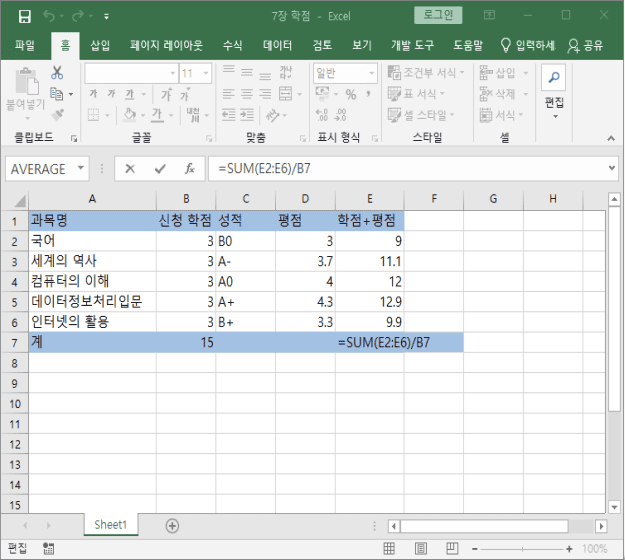 7장 학점 - Excel
로그인
파일 홈 삽입 페이지 레이아웃 수식 데이터 검토 보기 개발 도구 도움말 입력하세 공유
붙여넣기
11
가 가 가 가 가
내천
가
클립보드 글꼴
맞춤
일반
% ,
표시 형식
조건부 서식
표 서식
셀 스타일
스타일
삽입
삭제
서식
셀
편집
AVERAGE
fx
=SUM(E2:E6)/B7
A B C D E F G H
1 과목명 신청 학점 성적 평점 학점+평점
2 국어 3 B0 3 9
3 세계의 역사 3 A- 3.7 11.1
4 컴퓨터의 이해 3 A0 4 12
5 데이터정보처리입문 3 A+ 4.3 12.9
6 인터넷의 활용 3 B+ 3.3 9.9
7 계 15 =SUM(E2:E6)/B7
8
9
10
11
12
13
14
15
Sheet1
편집
100%